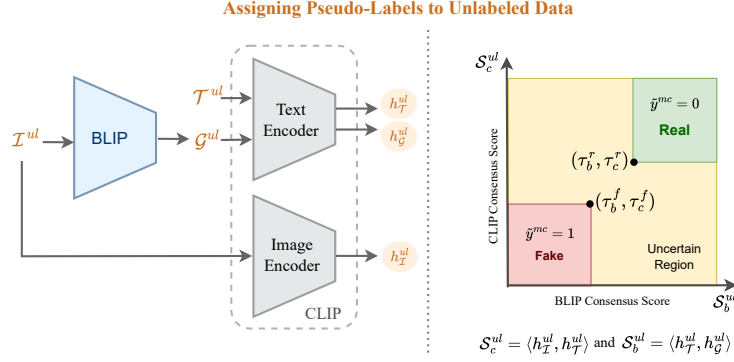 Assigning Pseudo-Labels to Unlabeled Data
𝓘^{ul}
BLIP
𝒯^{ul}
𝒢^{ul}
Text
Encoder
h_𝒯^{ul}
h_𝒢^{ul}
Image
Encoder
h_𝓘^{ul}
CLIP
𝒮_c^{ul}
CLIP Consensus Score
ỹ^{mc} = 0
Real
(τ_b^r, τ_c^r)
(τ_b^f, τ_c^f)
ỹ^{mc} = 1
Fake
Uncertain
Region
BLIP Consensus Score
𝒮_b^{ul}
𝒮_c^{ul} = ⟨h_𝓘^{ul}, h_𝒯^{ul}⟩ and 𝒮_b^{ul} = ⟨h_𝒯^{ul}, h_𝒢^{ul}⟩